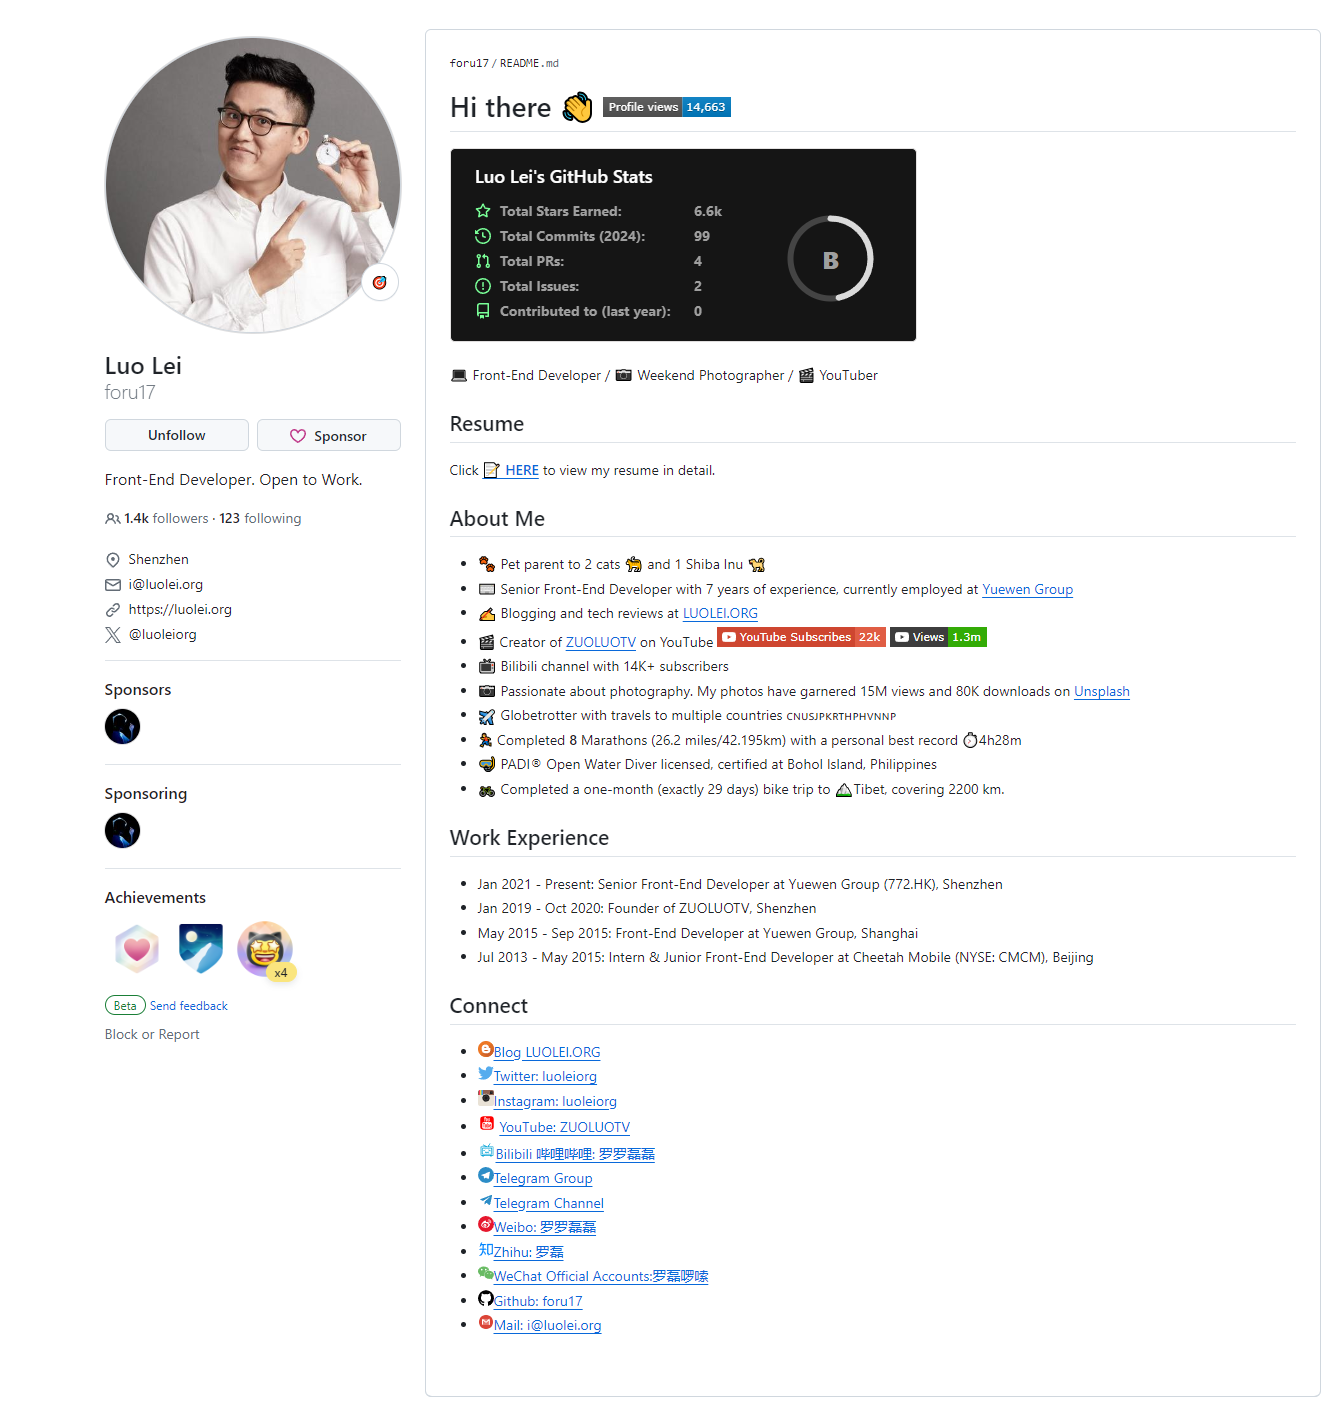 Luo Lei
foru17
Unfollow
Sponsor
Front-End Developer. Open to Work.
1.4k followers · 123 following
Shenzhen
i@luolei.org
https://luolei.org
@luoleiorg
Sponsors
Sponsoring
Achievements
x4
Beta Send feedback
Block or Report
foru17 / README.md
Hi there 👋 Profile views 14,663
Luo Lei's GitHub Stats
Total Stars Earned: 6.6k
Total Commits (2024): 99
Total PRs: 4
Total Issues: 2
Contributed to (last year): 0
B
💻 Front-End Developer / 📷 Weekend Photographer / 🎬 YouTuber
Resume
Click 📝 HERE to view my resume in detail.
About Me
🐾 Pet parent to 2 cats 🐈 and 1 Shiba Inu 🐕
⌨️ Senior Front-End Developer with 7 years of experience, currently employed at Yuewen Group
✍️ Blogging and tech reviews at LUOLEI.ORG
🎬 Creator of ZUOLUOTV on YouTube YouTube Subscribes 22k Views 1.3m
📺 Bilibili channel with 14K+ subscribers
📷 Passionate about photography. My photos have garnered 15M views and 80K downloads on Unsplash
✈️ Globetrotter with travels to multiple countries 🇨🇳🇺🇸🇯🇵🇰🇷🇹🇭🇵🇭🇻🇳🇳🇵
🏃 Completed 8 Marathons (26.2 miles/42.195km) with a personal best record ⏱4h28m
🤿 PADI® Open Water Diver licensed, certified at Bohol Island, Philippines
🚲 Completed a one-month (exactly 29 days) bike trip to 🏔Tibet, covering 2200 km.
Work Experience
Jan 2021 - Present: Senior Front-End Developer at Yuewen Group (772.HK), Shenzhen
Jan 2019 - Oct 2020: Founder of ZUOLUOTV, Shenzhen
May 2015 - Sep 2015: Front-End Developer at Yuewen Group, Shanghai
Jul 2013 - May 2015: Intern & Junior Front-End Developer at Cheetah Mobile (NYSE: CMCM), Beijing
Connect
Blog LUOLEI.ORG
Twitter: luoleiorg
Instagram: luoleiorg
YouTube: ZUOLUOTV
Bilibili 哔哩哔哩: 罗罗磊磊
Telegram Group
Telegram Channel
Weibo: 罗罗磊磊
知Zhihu: 罗磊
WeChat Official Accounts:罗磊啰嗦
Github: foru17
Mail: i@luolei.org